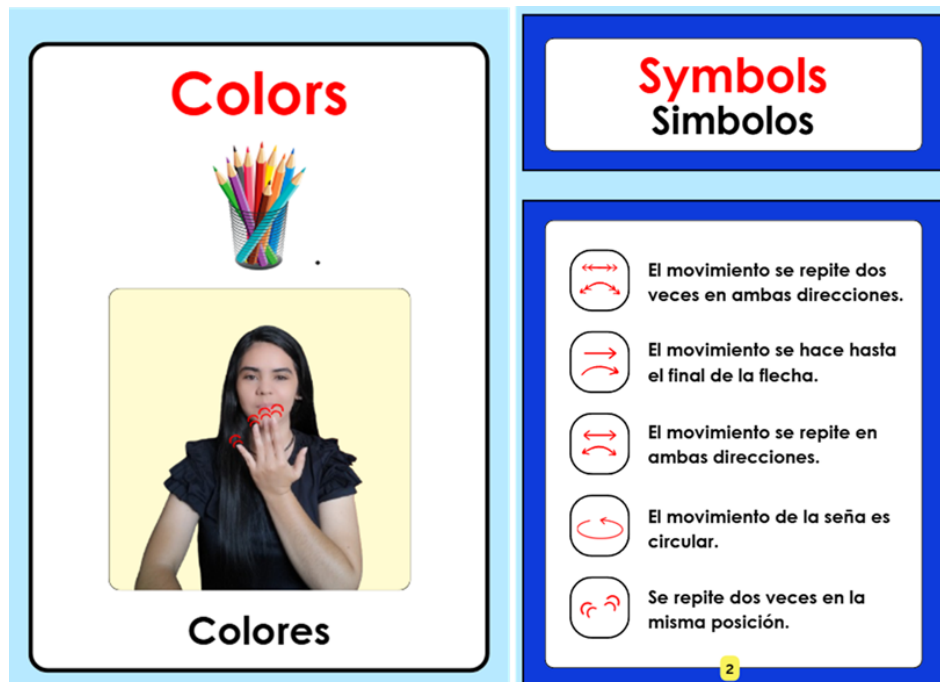 Colors
Colores
Symbols
Simbolos
El movimiento se repite dos
veces en ambas direcciones.
El movimiento se hace hasta
el final de la flecha.
El movimiento se repite en
ambas direcciones.
El movimiento de la seña es
circular.
Se repite dos veces en la
misma posición.
2